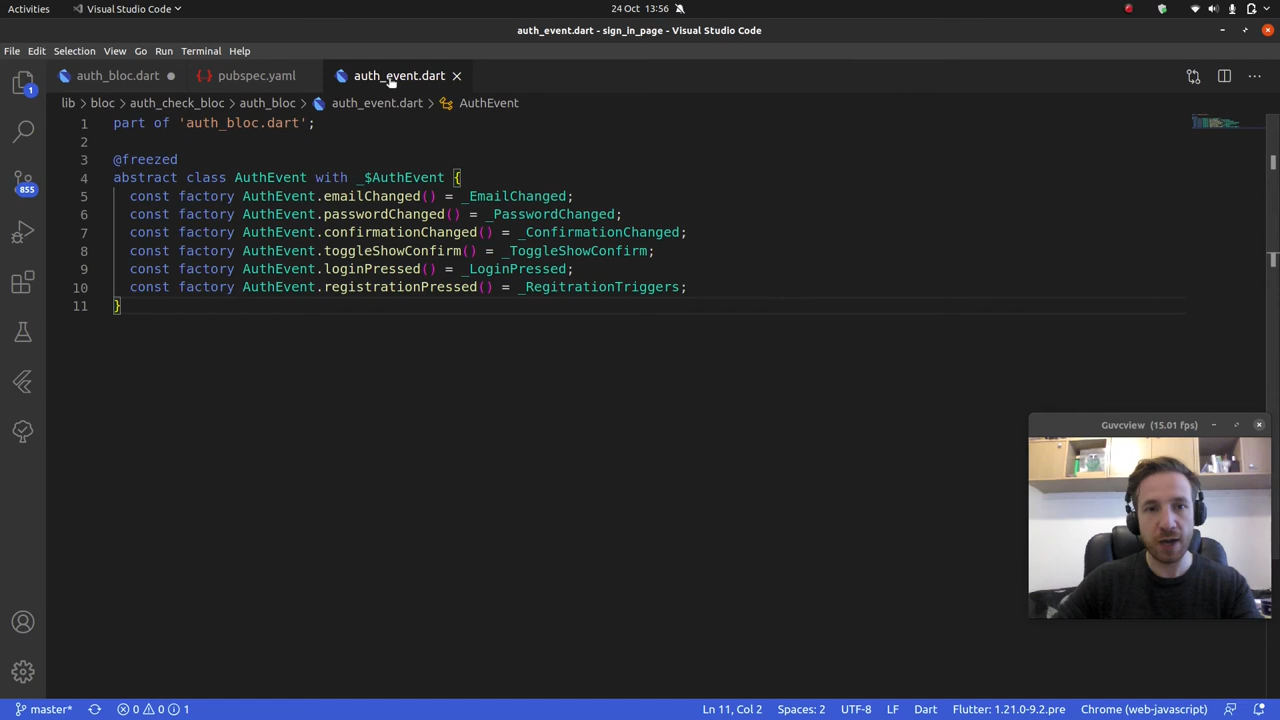 Activities
Visual Studio Code
24 Oct 13:56
auth_event.dart - sign_in_page - Visual Studio Code
File Edit Selection View Go Run Terminal Help
auth_bloc.dart
pubspec.yaml
auth_event.dart
lib > bloc > auth_check_bloc > auth_bloc > auth_event.dart > AuthEvent
1 part of 'auth_bloc.dart';
2
3 @freezed
4 abstract class AuthEvent with _$AuthEvent {
5 const factory AuthEvent.emailChanged() = _EmailChanged;
6 const factory AuthEvent.passwordChanged() = _PasswordChanged;
7 const factory AuthEvent.confirmationChanged() = _ConfirmationChanged;
8 const factory AuthEvent.toggleShowConfirm() = _ToggleShowConfirm;
9 const factory AuthEvent.loginPressed() = _LoginPressed;
10 const factory AuthEvent.registrationPressed() = _RegitrationTriggers;
11 }
1
855
Guvcview (15.01 fps)
master* 0 0 1
Ln 11, Col 2 Spaces: 2 UTF-8 LF Dart Flutter: 1.21.0-9.2.pre Chrome (web-javascript)